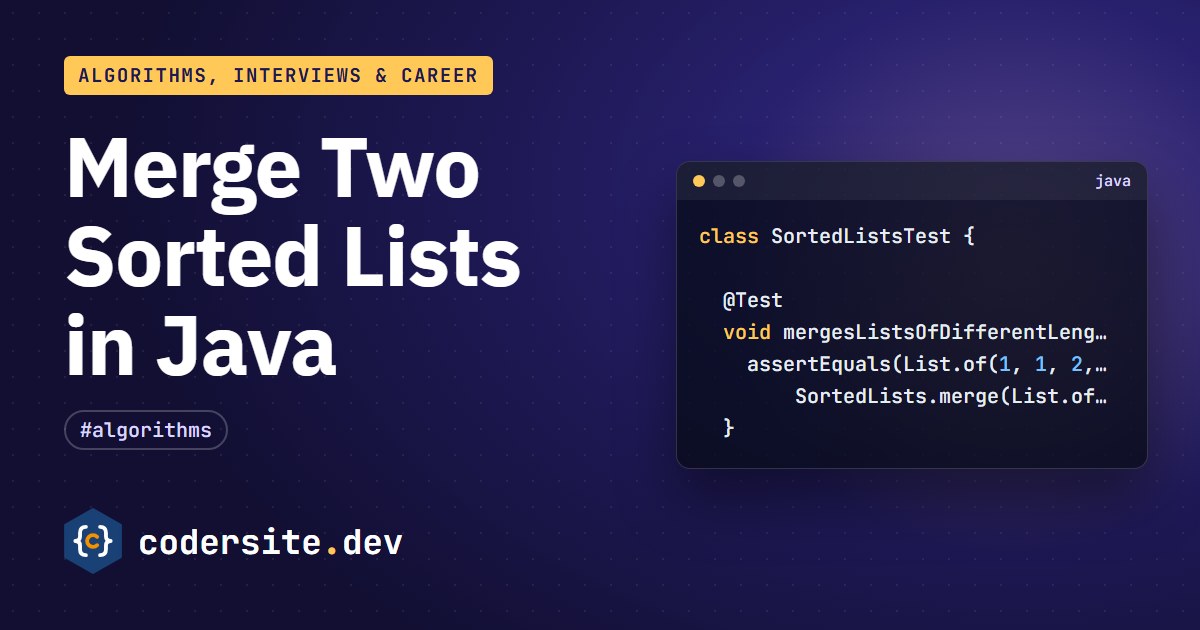 ALGORITHMS, INTERVIEWS & CAREER
Merge Two
Sorted Lists
in Java
#algorithms
{c} codersite.dev
java
class SortedListsTest {
@Test
void mergesListsOfDifferentLeng…
assertEquals(List.of(1, 1, 2,…
SortedLists.merge(List.of…
}